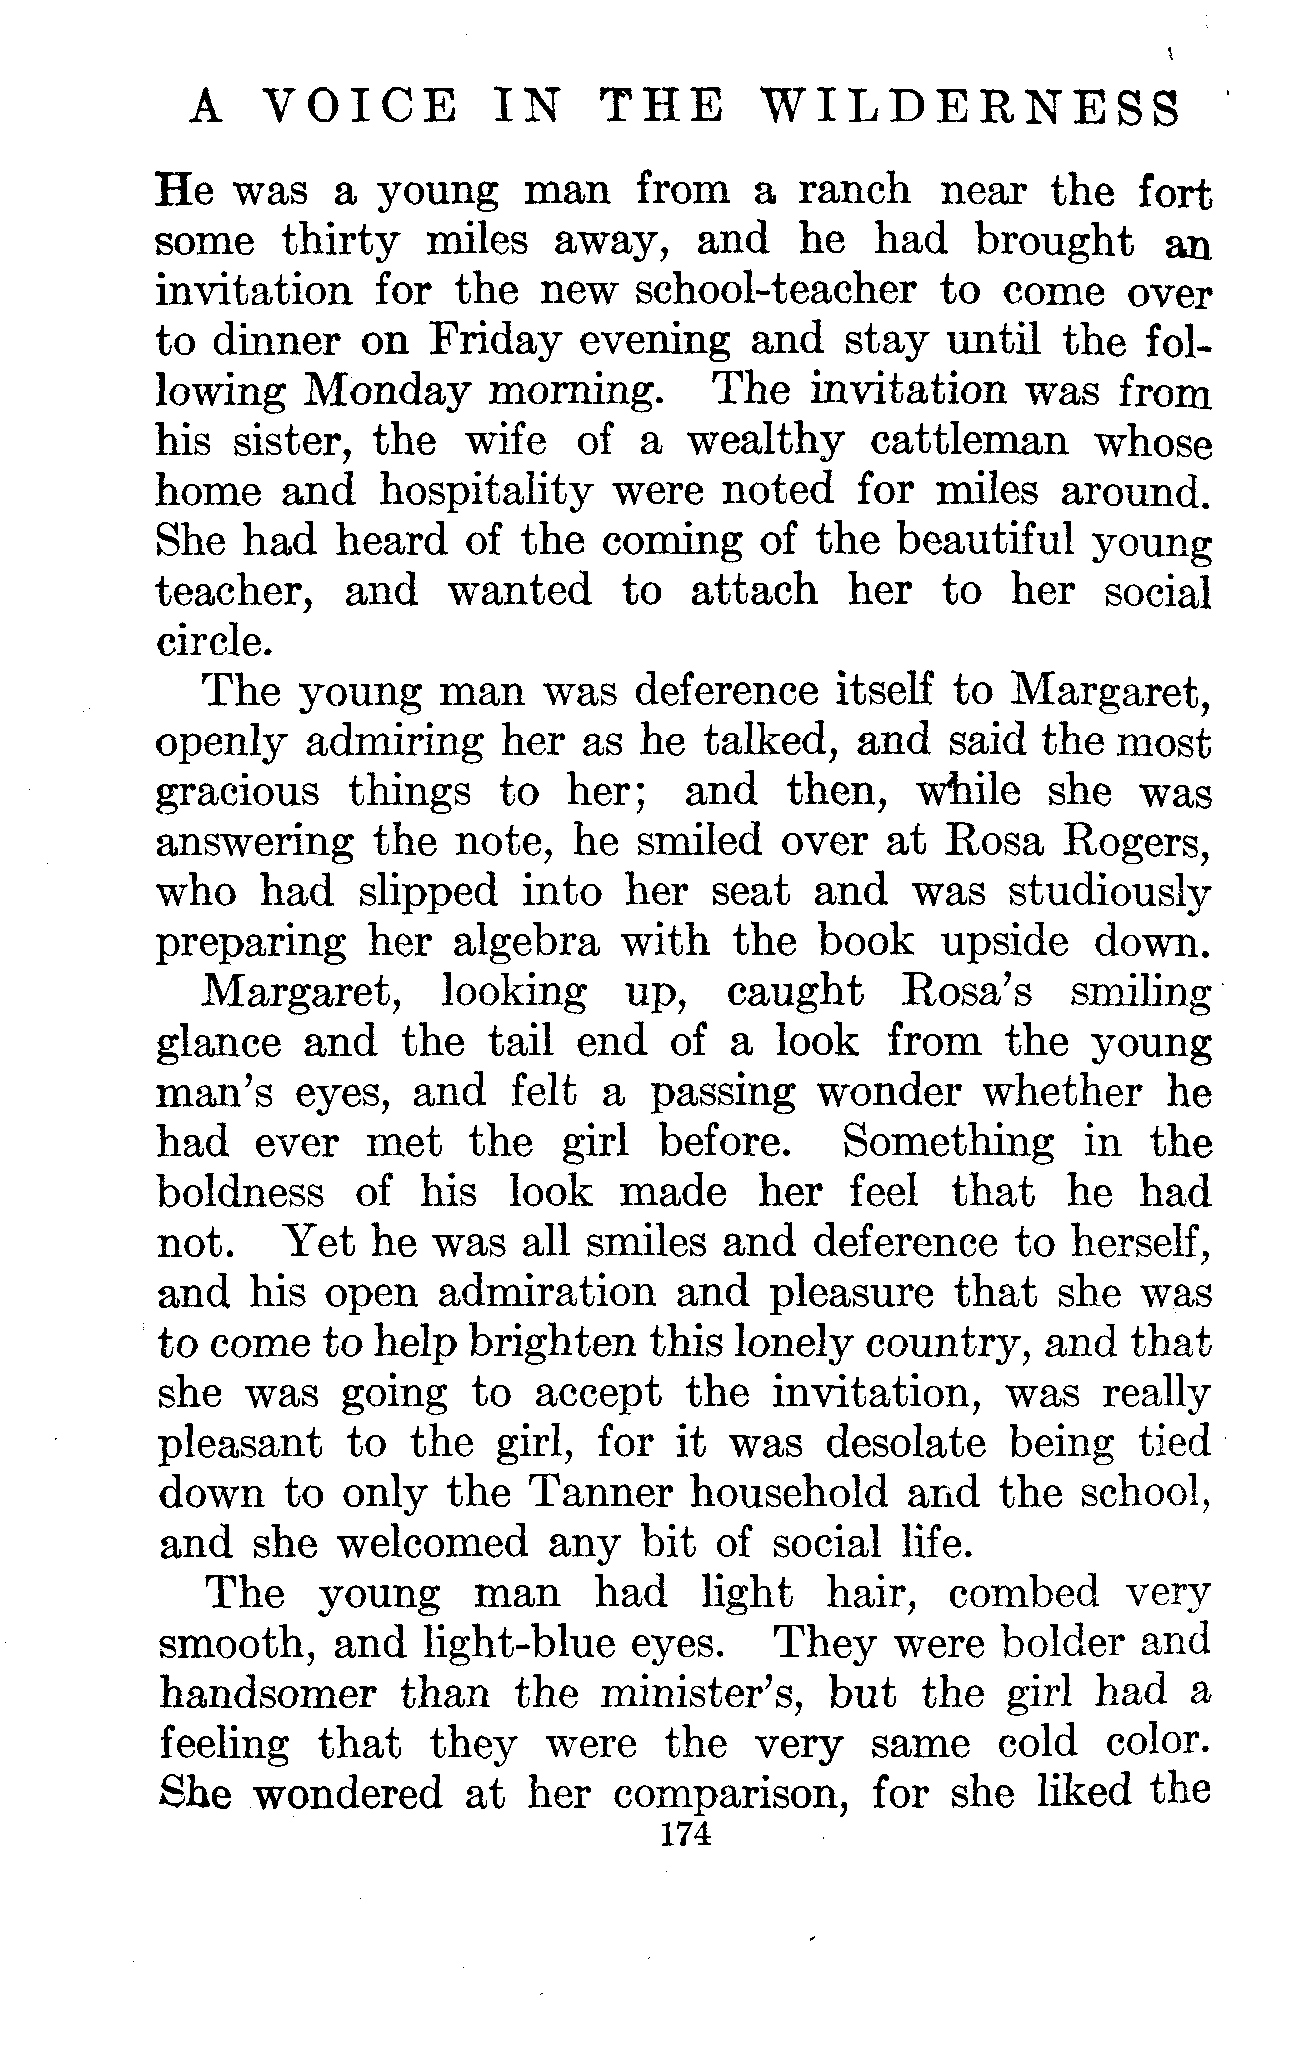 A VOICE IN THE WILDERNESS
He was a young man from a ranch near the fort
some thirty miles away, and he had brought an
invitation for the new school-teacher to come over
to dinner on Friday evening and stay until the fol-
lowing Monday morning. The invitation was from
his sister, the wife of a wealthy cattleman whose
home and hospitality were noted for miles around.
She had heard of the coming of the beautiful young
teacher, and wanted to attach her to her social
circle.
The young man was deference itself to Margaret,
openly admiring her as he talked, and said the most
gracious things to her; and then, while she was
answering the note, he smiled over at Rosa Rogers,
who had slipped into her seat and was studiously
preparing her algebra with the book upside down.
Margaret, looking up, caught Rosa's smiling
glance and the tail end of a look from the young
man's eyes, and felt a passing wonder whether he
had ever met the girl before. Something in the
boldness of his look made her feel that he had
not. Yet he was all smiles and deference to herself,
and his open admiration and pleasure that she was
to come to help brighten this lonely country, and that
she was going to accept the invitation, was really
pleasant to the girl, for it was desolate being tied
down to only the Tanner household and the school,
and she welcomed any bit of social life.
The young man had light hair, combed very
smooth, and light-blue eyes. They were bolder and
handsomer than the minister's, but the girl had a
feeling that they were the very same cold color.
She wondered at her comparison, for she liked the
174